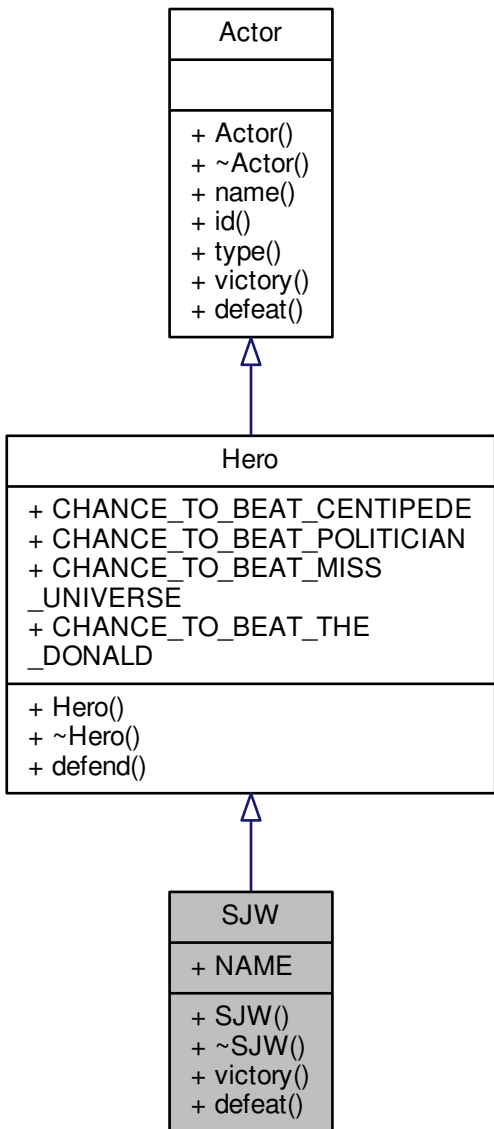 Actor
+ Actor()
+ ~Actor()
+ name()
+ id()
+ type()
+ victory()
+ defeat()
Hero
+ CHANCE_TO_BEAT_CENTIPEDE
+ CHANCE_TO_BEAT_POLITICIAN
+ CHANCE_TO_BEAT_MISS
_UNIVERSE
+ CHANCE_TO_BEAT_THE
_DONALD
+ Hero()
+ ~Hero()
+ defend()
SJW
+ NAME
+ SJW()
+ ~SJW()
+ victory()
+ defeat()